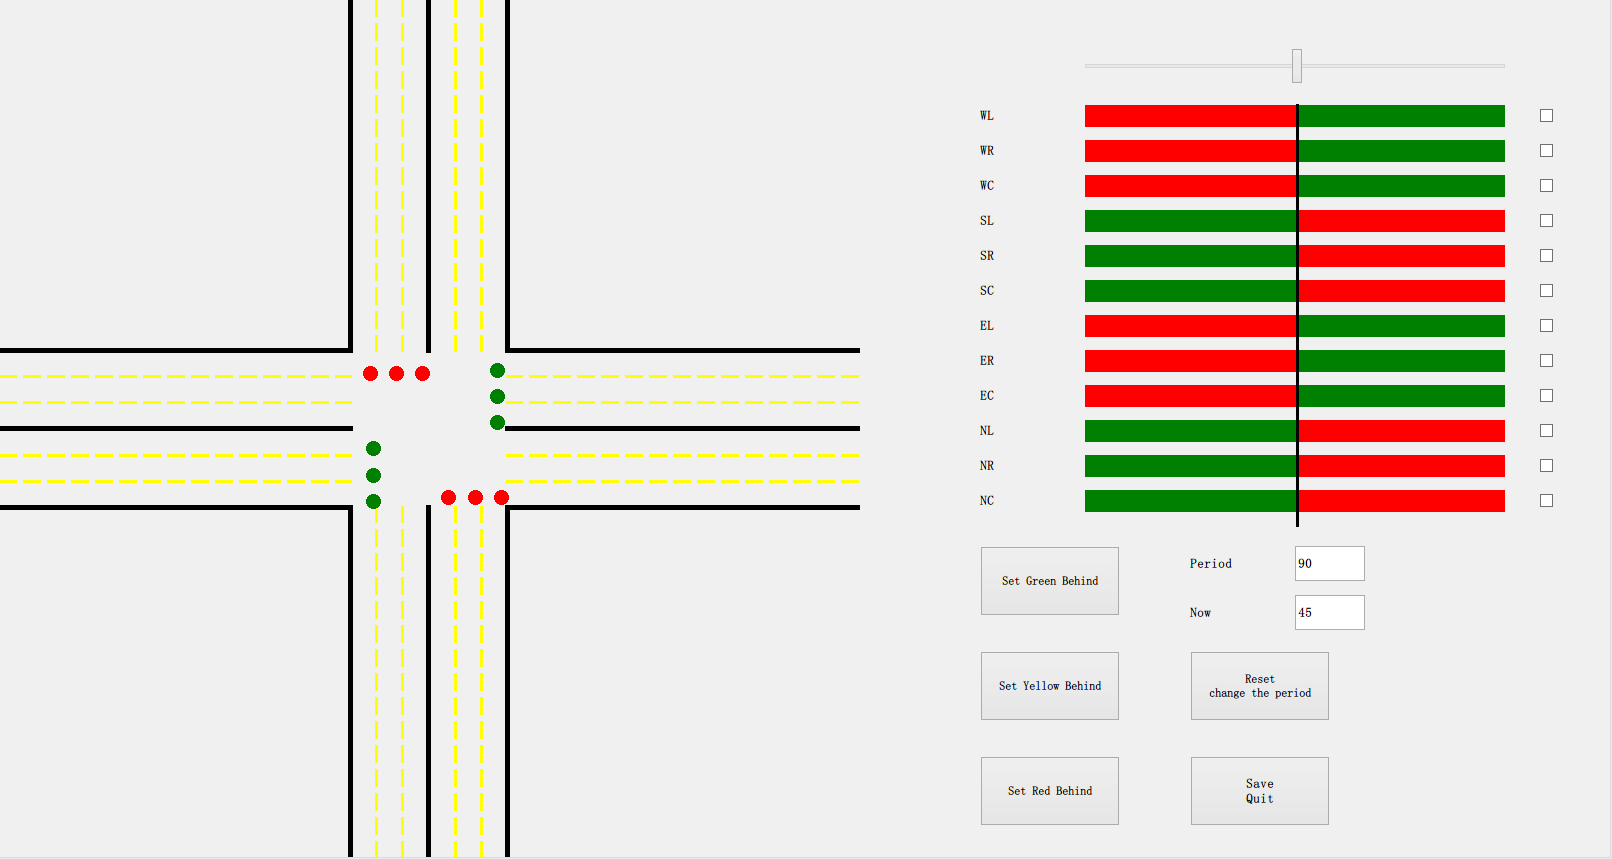 WL
WR
WC
SL
SR
SC
EL
ER
EC
NL
NR
NC
Set Green Behind
Period
90
Now
45
Set Yellow Behind
Reset
change the period
Set Red Behind
Save
Quit